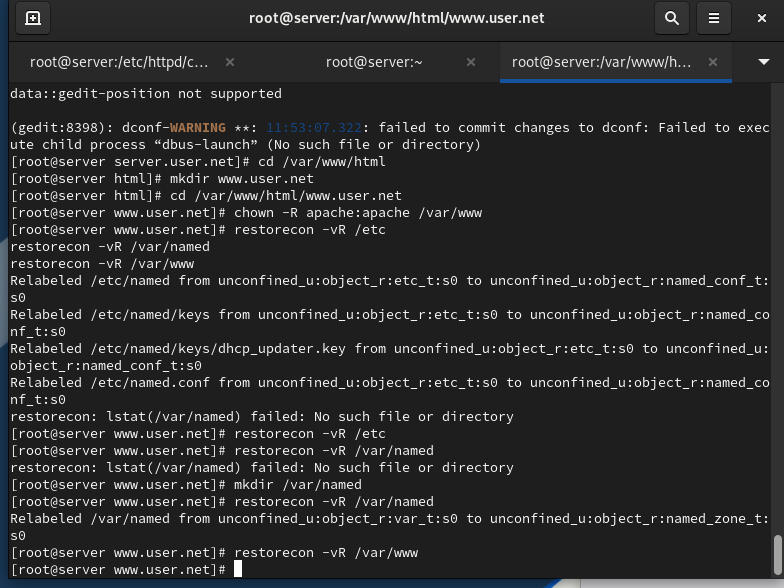 root@server:/var/www/html/www.user.net
root@server:/etc/httpd/c...
root@server:~
root@server:/var/www/h...
data::gedit-position not supported
(gedit:8398): dconf-WARNING **: 11:53:07.322: failed to commit changes to dconf: Failed to exec
ute child process “dbus-launch” (No such file or directory)
[root@server server.user.net]# cd /var/www/html
[root@server html]# mkdir www.user.net
[root@server html]# cd /var/www/html/www.user.net
[root@server www.user.net]# chown -R apache:apache /var/www
[root@server www.user.net]# restorecon -vR /etc
restorecon -vR /var/named
restorecon -vR /var/www
Relabeled /etc/named from unconfined_u:object_r:etc_t:s0 to unconfined_u:object_r:named_conf_t:
s0
Relabeled /etc/named/keys from unconfined_u:object_r:etc_t:s0 to unconfined_u:object_r:named_co
nf_t:s0
Relabeled /etc/named/keys/dhcp_updater.key from unconfined_u:object_r:etc_t:s0 to unconfined_u:
object_r:named_conf_t:s0
Relabeled /etc/named.conf from unconfined_u:object_r:etc_t:s0 to unconfined_u:object_r:named_co
nf_t:s0
restorecon: lstat(/var/named) failed: No such file or directory
[root@server www.user.net]# restorecon -vR /etc
[root@server www.user.net]# restorecon -vR /var/named
restorecon: lstat(/var/named) failed: No such file or directory
[root@server www.user.net]# mkdir /var/named
[root@server www.user.net]# restorecon -vR /var/named
Relabeled /var/named from unconfined_u:object_r:var_t:s0 to unconfined_u:object_r:named_zone_t:
s0
[root@server www.user.net]# restorecon -vR /var/www
[root@server www.user.net]#